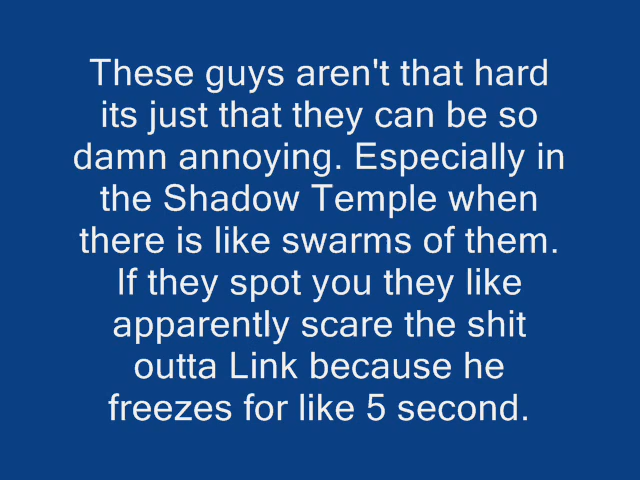 These guys aren't that hard
its just that they can be so
damn annoying. Especially in
the Shadow Temple when
there is like swarms of them.
If they spot you they like
apparently scare the shit
outta Link because he
freezes for like 5 second.